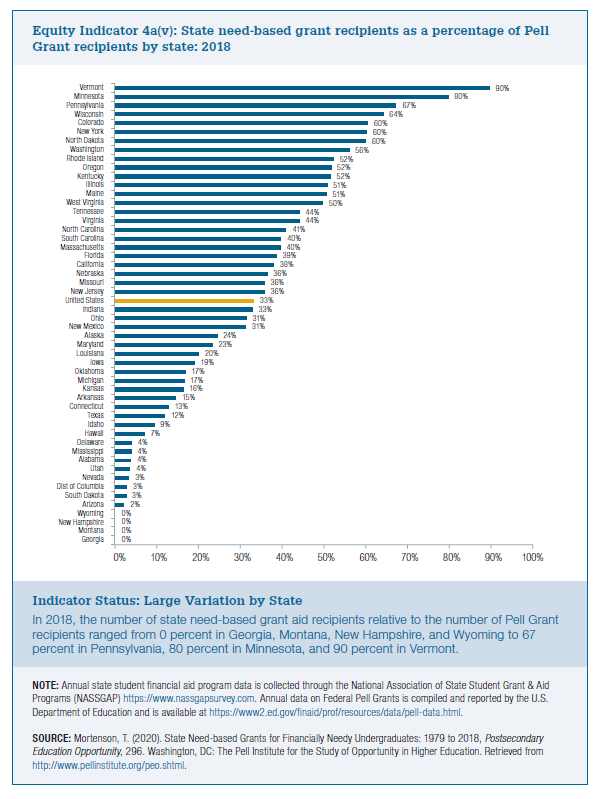 Equity Indicator 4a(v): State need-based grant recipients as a percentage of Pell
Grant recipients by state: 2018
Vermont 90%
Minnesota 80%
Pennsylvania 67%
Wisconsin 64%
Colorado 60%
New York 60%
North Dakota 60%
Washington 56%
Rhode Island 52%
Oregon 52%
Kentucky 52%
Illinois 51%
Maine 51%
West Virginia 50%
Tennessee 44%
Virginia 44%
North Carolina 41%
South Carolina 40%
Massachusetts 40%
Florida 39%
California 38%
Nebraska 36%
Missouri 36%
New Jersey 36%
United States 33%
Indiana 33%
Ohio 31%
New Mexico 31%
Alaska 24%
Maryland 23%
Louisiana 20%
Iowa 19%
Oklahoma 17%
Michigan 17%
Kansas 16%
Arkansas 15%
Connecticut 13%
Texas 12%
Idaho 9%
Hawaii 7%
Delaware 4%
Mississippi 4%
Alabama 4%
Utah 4%
Nevada 3%
Dist of Columbia 3%
South Dakota 3%
Arizona 2%
Wyoming 0%
New Hampshire 0%
Montana 0%
Georgia 0%
0% 10% 20% 30% 40% 50% 60% 70% 80% 90% 100%
Indicator Status: Large Variation by State
In 2018, the number of state need-based grant aid recipients relative to the number of Pell Grant
recipients ranged from 0 percent in Georgia, Montana, New Hampshire, and Wyoming to 67
percent in Pennsylvania, 80 percent in Minnesota, and 90 percent in Vermont.
NOTE: Annual state student financial aid program data is collected through the National Association of State Student Grant & Aid
Programs (NASSGAP) https://www.nassgapsurvey.com. Annual data on Federal Pell Grants is compiled and reported by the U.S.
Department of Education and is available at https://www2.ed.gov/finaid/prof/resources/data/pell-data.html.
SOURCE: Mortenson, T. (2020). State Need-based Grants for Financially Needy Undergraduates: 1979 to 2018, Postsecondary
Education Opportunity, 296. Washington, DC: The Pell Institute for the Study of Opportunity in Higher Education. Retrieved from
http://www.pellinstitute.org/peo.shtml.